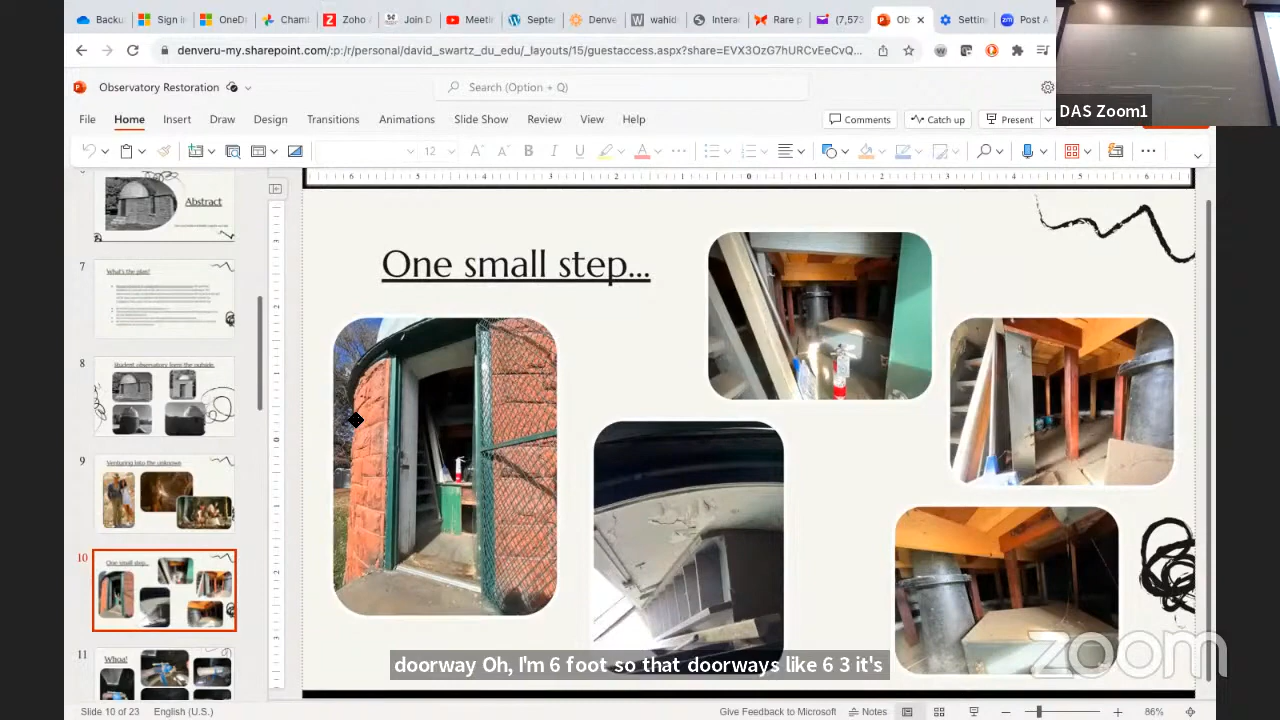 Backu
Sign in
OneD
Cham
Zoho A
Join D
Meetin
Septe
Denve
wahid
Intera
Rare p
(7,573
Ob
Settin
Post A
denveru-my.sharepoint.com/:p:/r/personal/david_swartz_du_edu/_layouts/15/guestaccess.aspx?share=EVX3OzG7hURCvEeCvQ...
DAS Zoom1
Observatory Restoration
Search (Option + Q)
File Home Insert Draw Design Transitions Animations Slide Show Review View Help
Comments Catch up Present
12
Abstract
7
What's the plan?
8
Student observatory form the outside
9
Venturing into the unknown
10
One small step...
11
Whoa!
One small step...
doorway Oh, I'm 6 foot so that doorways like 6 3 it's
zoom
Slide 10 of 23 English (U.S.) Give Feedback to Microsoft Notes 86%